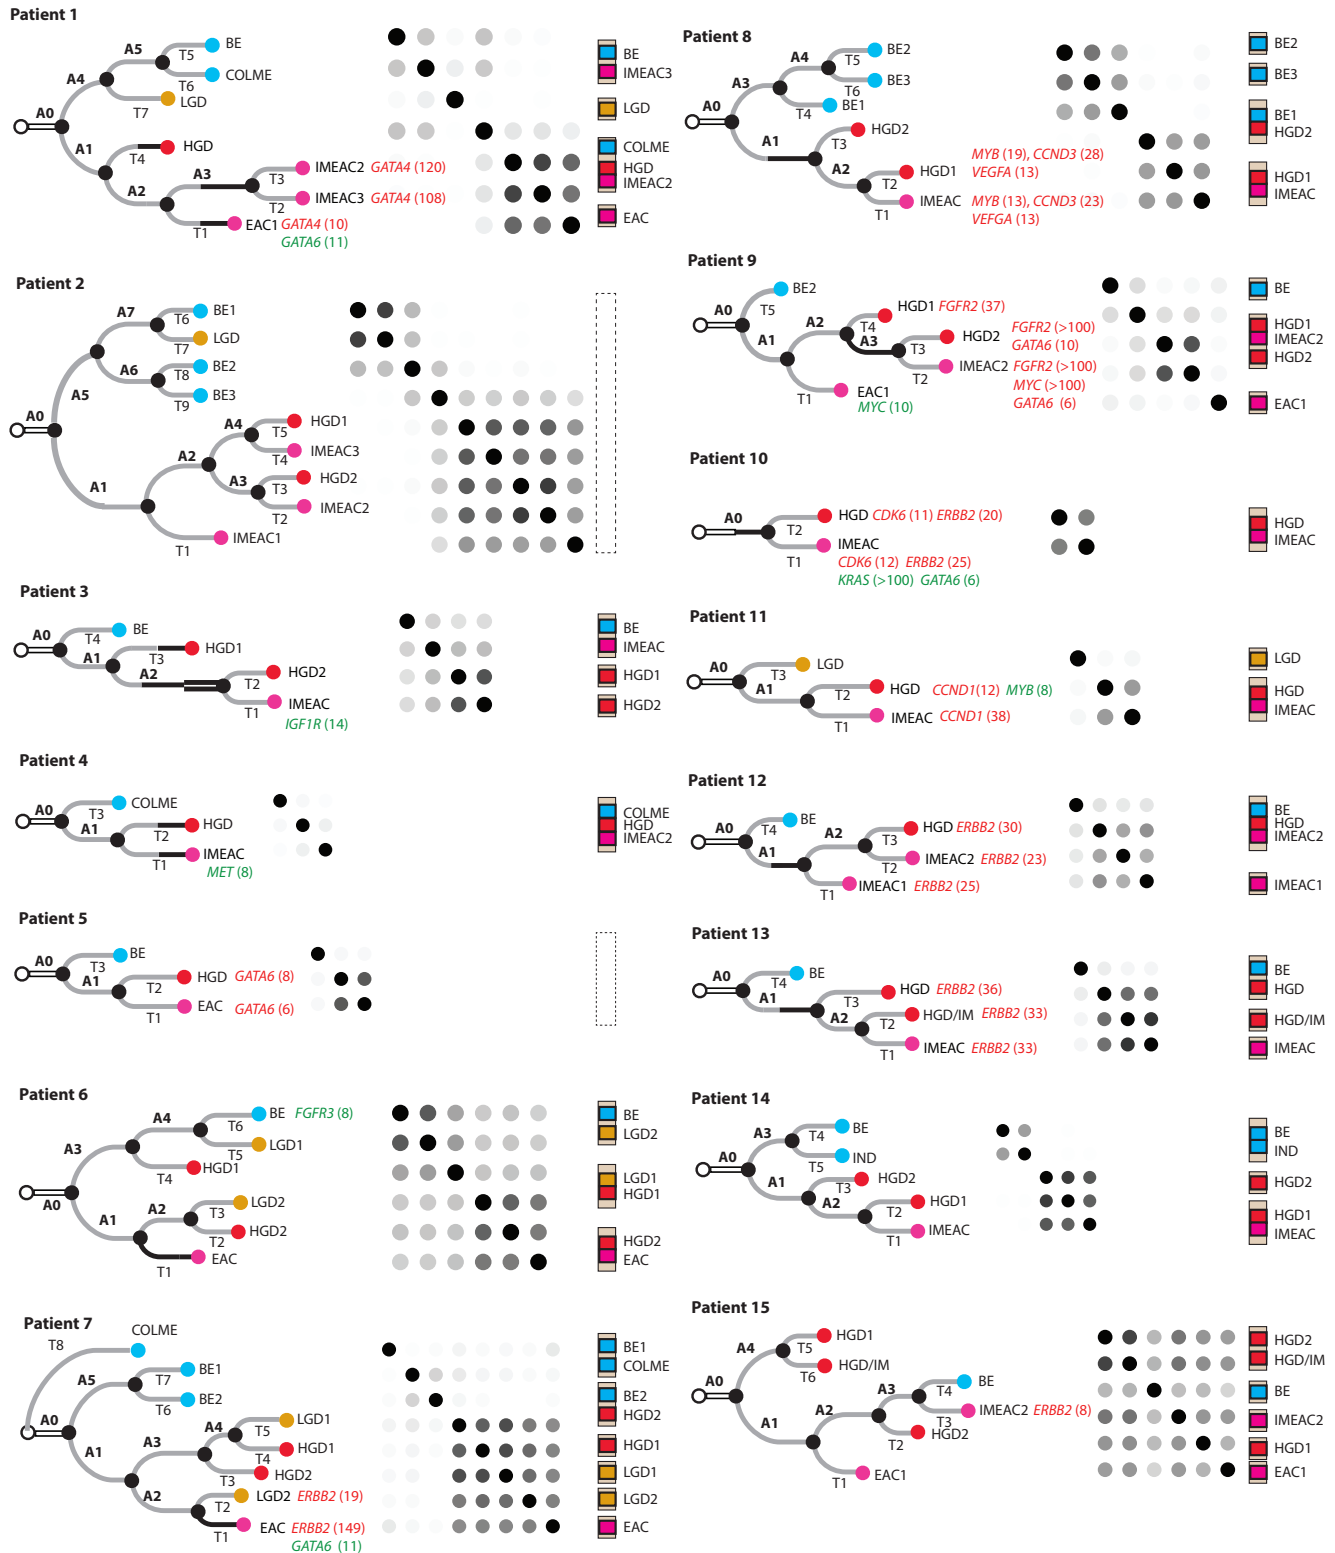 Patient 1
A5
BE
A4
T5
COLME
T6
T7
LGD
A0
A1
T4
HGD
A3
IMEAC2 GATA4 (120)
T3
A2
IMEAC3 GATA4 (108)
T2
T1
EAC1 GATA4 (10)
GATA6 (11)
BE
IMEAC3
LGD
COLME
HGD
IMEAC2
EAC
Patient 2
A7
BE1
T6
LGD
T7
A6
BE2
T8
A5
BE3
T9
A0
A4
HGD1
T5
A2
IMEAC3
T4
A3
HGD2
T3
A1
IMEAC2
T2
T1
IMEAC1
Patient 3
A0
BE
T4
A1
HGD1
T3
A2
HGD2
T2
T1
IMEAC
IGF1R (14)
BE
IMEAC
HGD1
HGD2
Patient 4
A0
COLME
T3
A1
HGD
T2
IMEAC
T1
MET (8)
COLME
HGD
IMEAC2
Patient 5
A0
BE
T3
A1
HGD GATA6 (8)
T2
EAC GATA6 (6)
T1
Patient 6
A4
BE FGFR3 (8)
T6
A3
LGD1
T5
HGD1
T4
A0
A1
A2
LGD2
T3
HGD2
T2
EAC
T1
BE
LGD2
LGD1
HGD1
HGD2
EAC
Patient 7
COLME
T8
A5
BE1
T7
BE2
T6
A0
A4
LGD1
T5
A3
HGD1
T4
A1
HGD2
T3
A2
LGD2 ERBB2 (19)
T2
EAC ERBB2 (149)
T1
GATA6 (11)
BE1
COLME
BE2
HGD2
HGD1
LGD1
LGD2
EAC
Patient 8
A4
BE2
T5
A3
BE3
T6
BE1
T4
A0
A1
HGD2
T3
A2
HGD1
T2
MYB (19), CCND3 (28)
VEGFA (13)
IMEAC
T1
MYB (13), CCND3 (23)
VEFGA (13)
BE2
BE3
BE1
HGD2
HGD1
IMEAC
Patient 9
A0
BE2
T5
A2
HGD1 FGFR2 (37)
T4
A1
A3
HGD2
T3
FGFR2 (>100)
GATA6 (10)
IMEAC2
T2
FGFR2 (>100)
MYC (>100)
GATA6 (6)
EAC1
T1
MYC (10)
BE
HGD1
IMEAC2
HGD2
EAC1
Patient 10
A0
HGD CDK6 (11) ERBB2 (20)
T2
IMEAC
T1
CDK6 (12) ERBB2 (25)
KRAS (>100) GATA6 (6)
HGD
IMEAC
Patient 11
A0
LGD
T3
A1
T2
HGD CCND1(12) MYB (8)
IMEAC CCND1 (38)
T1
LGD
HGD
IMEAC
Patient 12
A0
BE
T4
A2
HGD ERBB2 (30)
T3
A1
IMEAC2 ERBB2 (23)
T2
IMEAC1 ERBB2 (25)
T1
BE
HGD
IMEAC2
IMEAC1
Patient 13
A0
BE
T4
A1
HGD ERBB2 (36)
T3
A2
HGD/IM ERBB2 (33)
T2
IMEAC ERBB2 (33)
T1
BE
HGD
HGD/IM
IMEAC
Patient 14
A3
BE
T4
IND
T5
A0
A1
HGD2
T3
A2
HGD1
T2
IMEAC
T1
BE
IND
HGD2
HGD1
IMEAC
Patient 15
A4
HGD1
T5
HGD/IM
T6
A0
A3
BE
T4
A2
IMEAC2 ERBB2 (8)
T3
A1
HGD2
T2
EAC1
T1
HGD2
HGD/IM
BE
IMEAC2
HGD1
EAC1